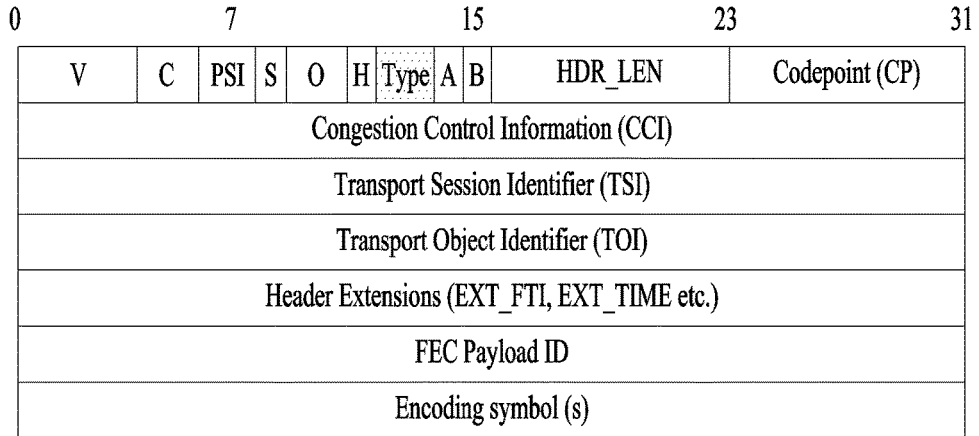 0 7 15 23 31
V C PSI S O H Type A B HDR_LEN Codepoint (CP)
Congestion Control Information (CCI)
Transport Session Identifier (TSI)
Transport Object Identifier (TOI)
Header Extensions (EXT_FTI, EXT_TIME etc.)
FEC Payload ID
Encoding symbol (s)